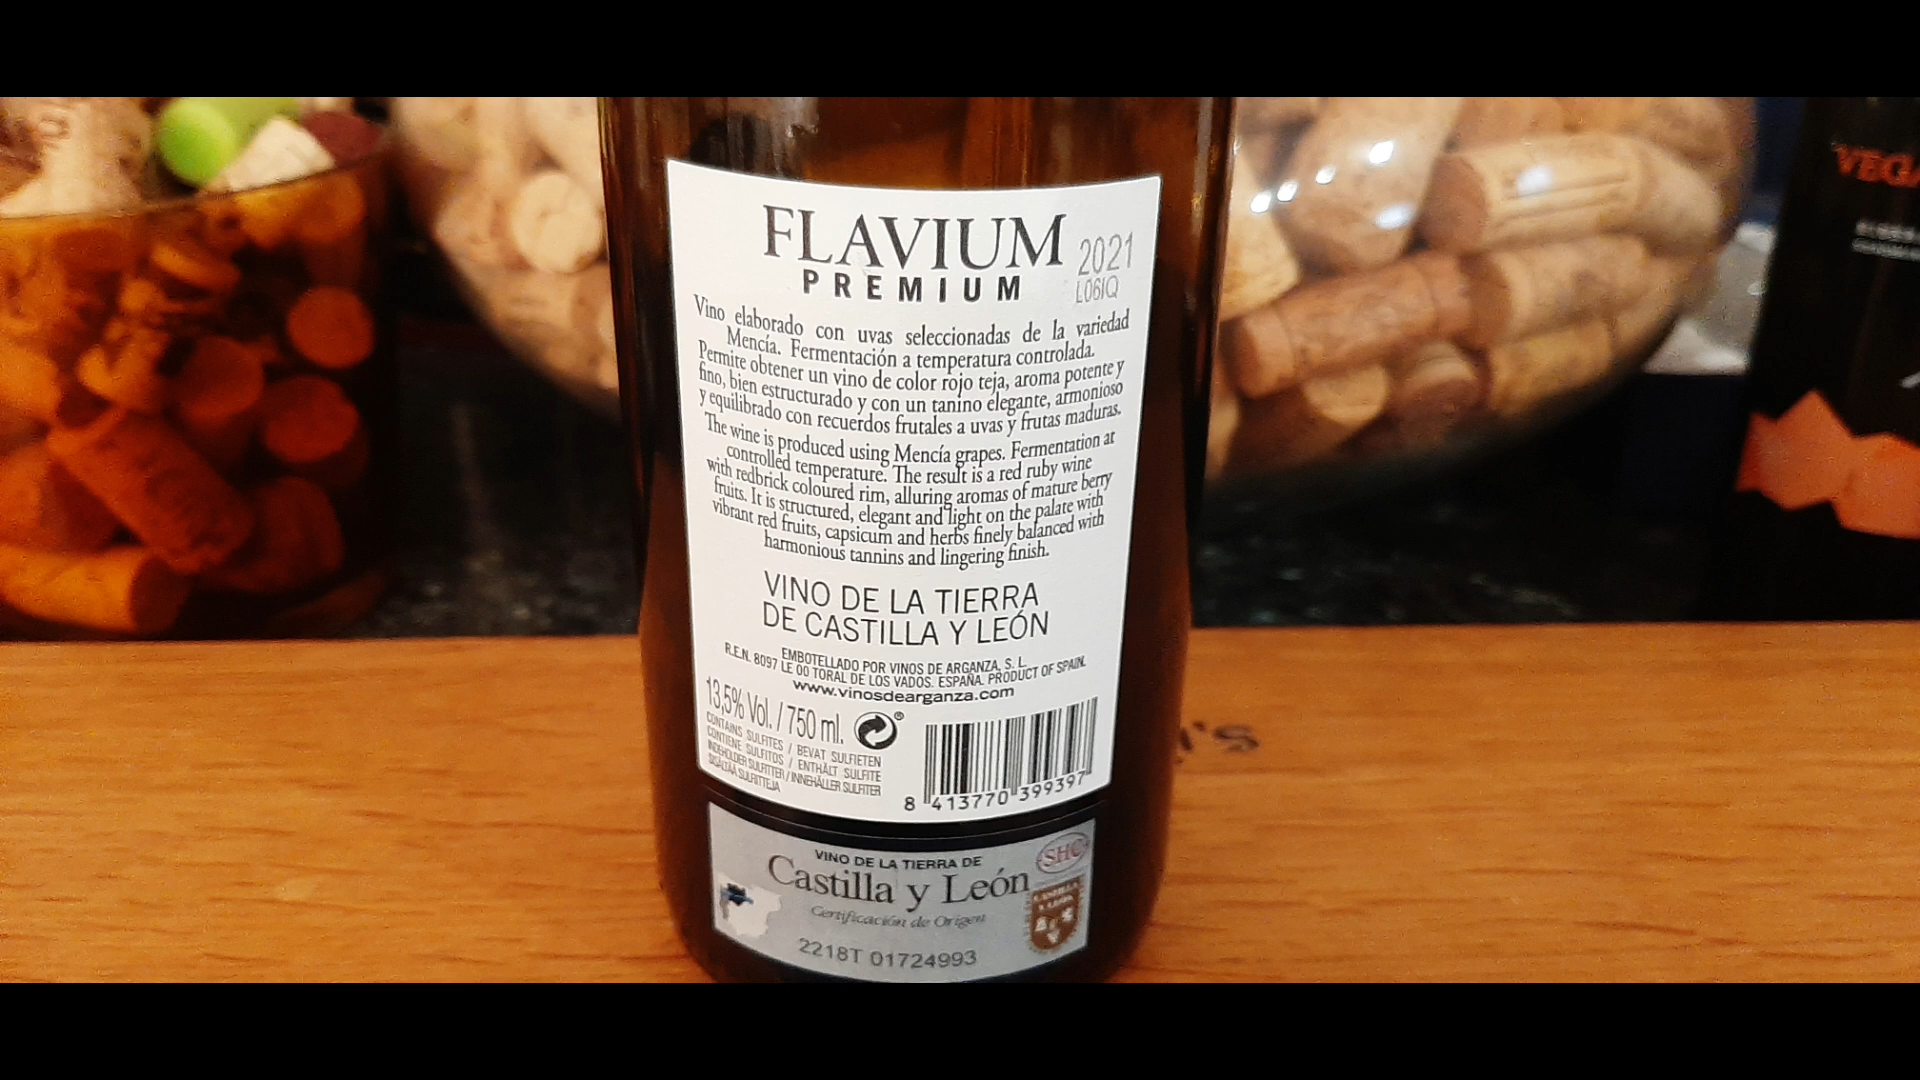 FLAVIUM
PREMIUM
2021
L06IQ
Vino elaborado con uvas seleccionadas de la variedad
Mencía. Fermentación a temperatura controlada.
Permite obtener un vino de color rojo teja, aroma potente y
fino, bien estructurado y con un tanino elegante, armonioso
y equilibrado con recuerdos frutales a uvas y frutas maduras.
The wine is produced using Mencía grapes. Fermentation at
controlled temperature. The result is a red ruby wine
with redbrick coloured rim, alluring aromas of mature berry
fruits. It is structured, elegant and light on the palate with
vibrant red fruits, capsicum and herbs finely balanced with
harmonious tannins and lingering finish.
VINO DE LA TIERRA
DE CASTILLA Y LEÓN
EMBOTELLADO POR VINOS DE ARGANZA, S. L.
R.E.N. 8097 LE 00 TORAL DE LOS VADOS. ESPAÑA. PRODUCT OF SPAIN.
www.vinosdearganza.com
13,5% Vol. / 750 ml.
CONTAINS SULFITES / BEVAT SULFIETEN
CONTIENE SULFITOS / ENTHÄLT SULFITE
INDEHOLDER SULFITTER / INNEHÅLLER SULFITER
SISÄLTÄÄ SULFIITTEJA
8 413770 399397
VINO DE LA TIERRA DE
Castilla y León
Certificación de Origen
SHC
CASTILLA
Y LEÓN
2218T 01724993
VEGA
's